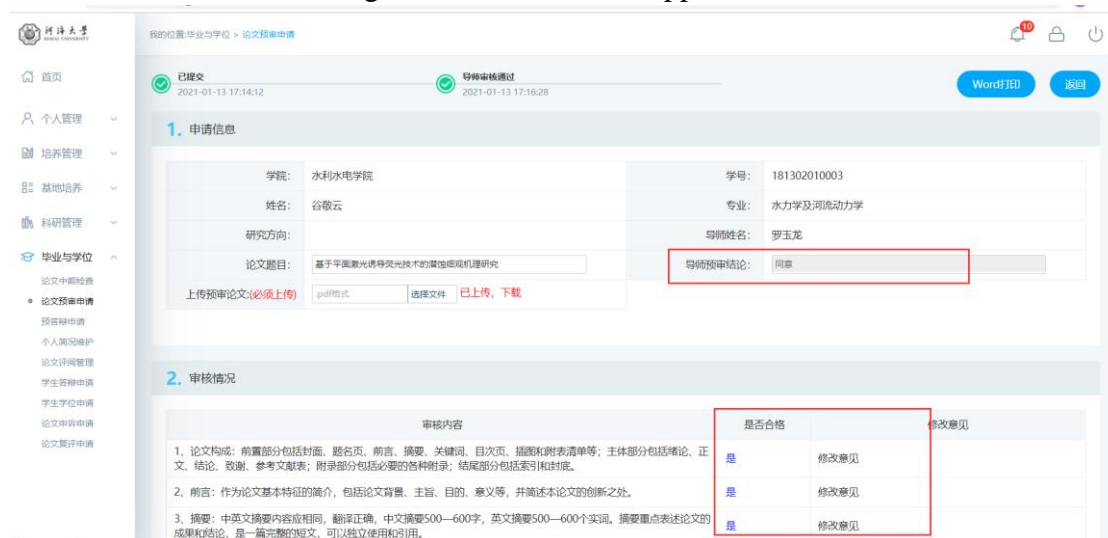 河海大学
HOHAI UNIVERSITY
我的位置:毕业与学位 > 论文预审申请
10
首页
个人管理
培养管理
基地培养
科研管理
毕业与学位
论文中期检查
论文预审申请
预答辩申请
个人简况维护
论文评阅管理
学生答辩申请
学生学位申请
论文申诉申请
论文复评申请
已提交
2021-01-13 17:14:12
导师审核通过
2021-01-13 17:16:28
Word打印
返回
1. 申请信息
学院: 水利水电学院 学号: 181302010003
姓名: 谷敬云 专业: 水力学及河流动力学
研究方向: 导师姓名: 罗玉龙
论文题目: 基于平面激光诱导荧光技术的潜蚀细观机理研究 导师预审结论: 同意
上传预审论文:(必须上传) .pdf格式 选择文件 已上传，下载
2. 审核情况
审核内容 是否合格 修改意见
1、论文构成：前置部分包括封面、题名页、前言、摘要、关键词、目次页、插图和附表清单等；主体部分包括绪论、正
文、结论、致谢、参考文献表；附录部分包括必要的各种附录；结尾部分包括索引和封底。
是 修改意见
2、前言：作为论文基本特征的简介，包括论文背景、主旨、目的、意义等，并简述本论文的创新之处。 是 修改意见
3、摘要：中英文摘要内容应相同，翻译正确，中文摘要500—600字，英文摘要500—600个实词。摘要重点表述论文的
成果和结论，是一篇完整的短文，可以独立使用和引用。
是 修改意见